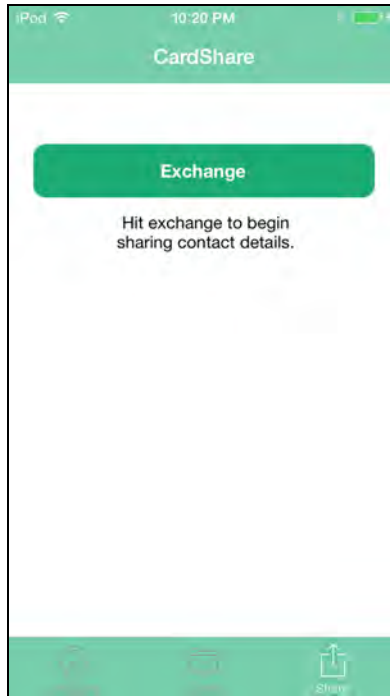 iPod 10:20 PM
CardShare
Exchange
Hit exchange to begin
sharing contact details.
Share